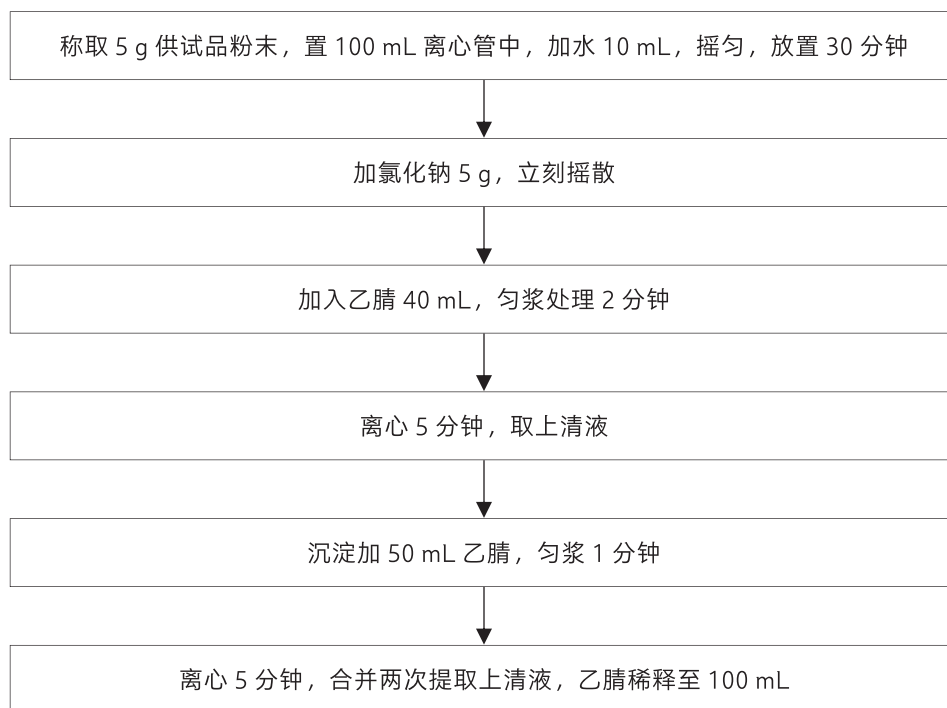 称取 5 g 供试品粉末，置 100 mL 离心管中，加水 10 mL，摇匀，放置 30 分钟
加氯化钠 5 g，立刻摇散
加入乙腈 40 mL，匀浆处理 2 分钟
离心 5 分钟，取上清液
沉淀加 50 mL 乙腈，匀浆 1 分钟
离心 5 分钟，合并两次提取上清液，乙腈稀释至 100 mL